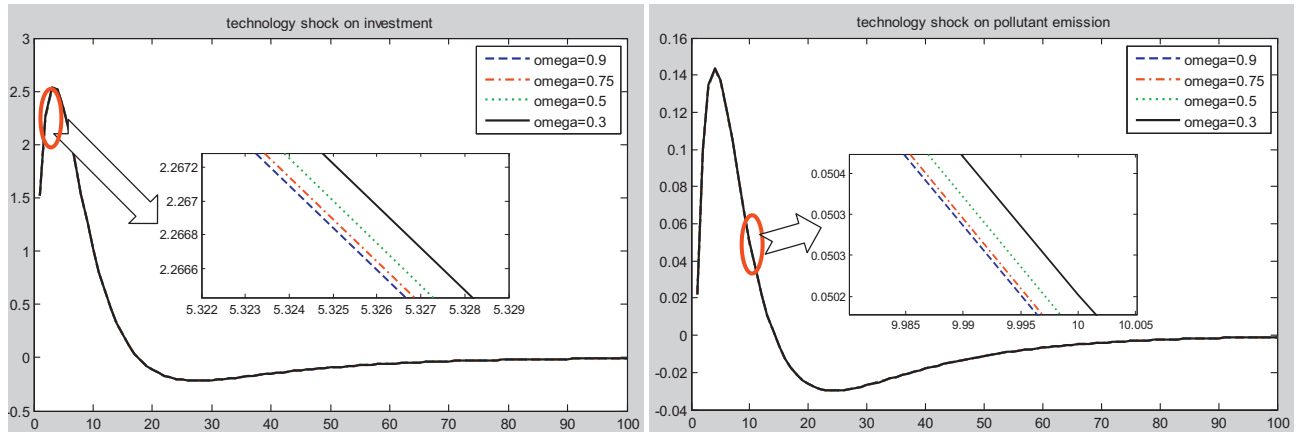 technology shock on investment
3
2.5
2
1.5
1
0.5
0
-0.5
0 10 20 30 40 50 60 70 80 90 100
omega=0.9
omega=0.75
omega=0.5
omega=0.3
2.2672
2.267
2.2668
2.2666
5.322 5.323 5.324 5.325 5.326 5.327 5.328 5.329
technology shock on pollutant emission
0.16
0.14
0.12
0.1
0.08
0.06
0.04
0.02
0
-0.02
-0.04
0 10 20 30 40 50 60 70 80 90 100
omega=0.9
omega=0.75
omega=0.5
omega=0.3
0.0504
0.0503
0.0503
0.0502
9.985 9.99 9.995 10 10.005